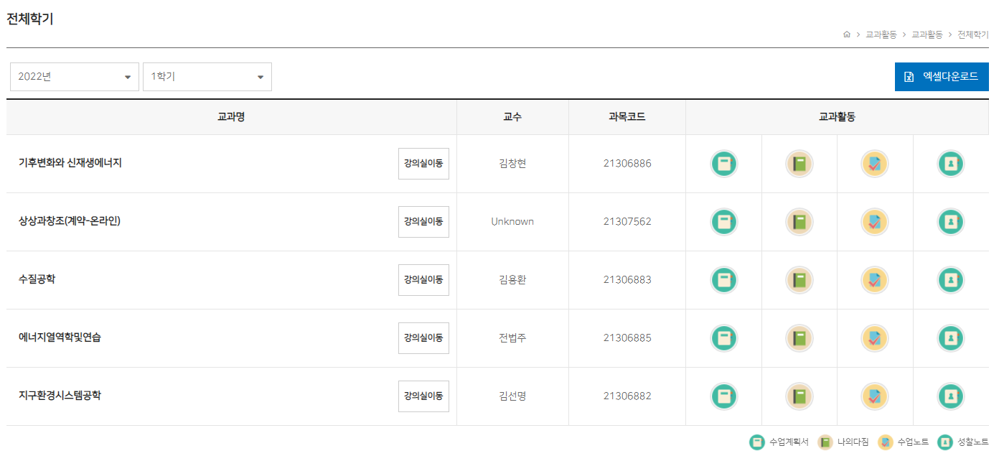 전체학기
교과활동 > 교과활동 > 전체학기
2022년 1학기 엑셀다운로드
교과명 교수 과목코드 교과활동
기후변화와 신재생에너지 강의실이동 김창현 21306886
상상과창조(계약-온라인) 강의실이동 Unknown 21307562
수질공학 강의실이동 김용환 21306883
에너지열역학및연습 강의실이동 전법주 21306885
지구환경시스템공학 강의실이동 김선명 21306882
수업계획서 나의다짐 수업노트 성찰노트